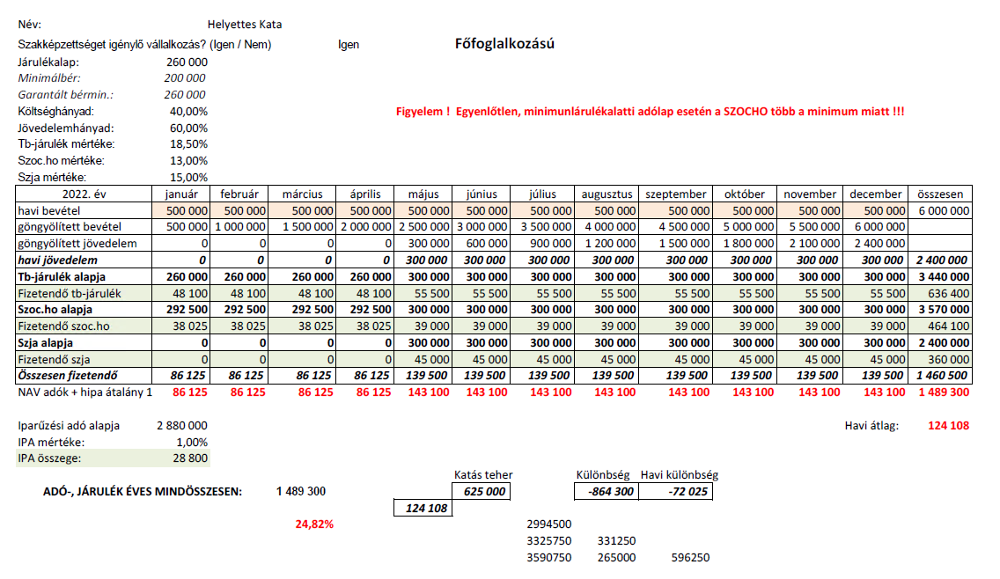 Név: Helyettes Kata
Szakképzettséget igénylő vállalkozás? (Igen / Nem) Igen Főfoglalkozású
Járulékalap: 260 000
Minimálbér: 200 000
Garantált bérmin.: 260 000
Költséghányad: 40,00% Figyelem ! Egyenlőtlen, minimunlárulékalatti adólap esetén a SZOCHO több a minimum miatt !!!
Jövedelemhányad: 60,00%
Tb-járulék mértéke: 18,50%
Szoc.ho mértéke: 13,00%
Szja mértéke: 15,00%
2022. év január február március április május június július augusztus szeptember október november december összesen
havi bevétel 500 000 500 000 500 000 500 000 500 000 500 000 500 000 500 000 500 000 500 000 500 000 500 000 6 000 000
göngyölített bevétel 500 000 1 000 000 1 500 000 2 000 000 2 500 000 3 000 000 3 500 000 4 000 000 4 500 000 5 000 000 5 500 000 6 000 000
göngyölített jövedelem 0 0 0 0 300 000 600 000 900 000 1 200 000 1 500 000 1 800 000 2 100 000 2 400 000
havi jövedelem 0 0 0 0 300 000 300 000 300 000 300 000 300 000 300 000 300 000 300 000 2 400 000
Tb-járulék alapja 260 000 260 000 260 000 260 000 300 000 300 000 300 000 300 000 300 000 300 000 300 000 300 000 3 440 000
Fizetendő tb-járulék 48 100 48 100 48 100 48 100 55 500 55 500 55 500 55 500 55 500 55 500 55 500 55 500 636 400
Szoc.ho alapja 292 500 292 500 292 500 292 500 300 000 300 000 300 000 300 000 300 000 300 000 300 000 300 000 3 570 000
Fizetendő szoc.ho 38 025 38 025 38 025 38 025 39 000 39 000 39 000 39 000 39 000 39 000 39 000 39 000 464 100
Szja alapja 0 0 0 0 300 000 300 000 300 000 300 000 300 000 300 000 300 000 300 000 2 400 000
Fizetendő szja 0 0 0 0 45 000 45 000 45 000 45 000 45 000 45 000 45 000 45 000 360 000
Összesen fizetendő 86 125 86 125 86 125 86 125 139 500 139 500 139 500 139 500 139 500 139 500 139 500 139 500 1 460 500
NAV adók + hipa átalány 1 86 125 86 125 86 125 86 125 143 100 143 100 143 100 143 100 143 100 143 100 143 100 143 100 1 489 300
Iparűzési adó alapja 2 880 000 Havi átlag: 124 108
IPA mértéke: 1,00%
IPA összege: 28 800
Katás teher Különbség Havi különbség
ADÓ-, JÁRULÉK ÉVES MINDÖSSZESEN: 1 489 300 625 000 -864 300 -72 025
124 108
24,82% 2994500
3325750 331250
3590750 265000 596250